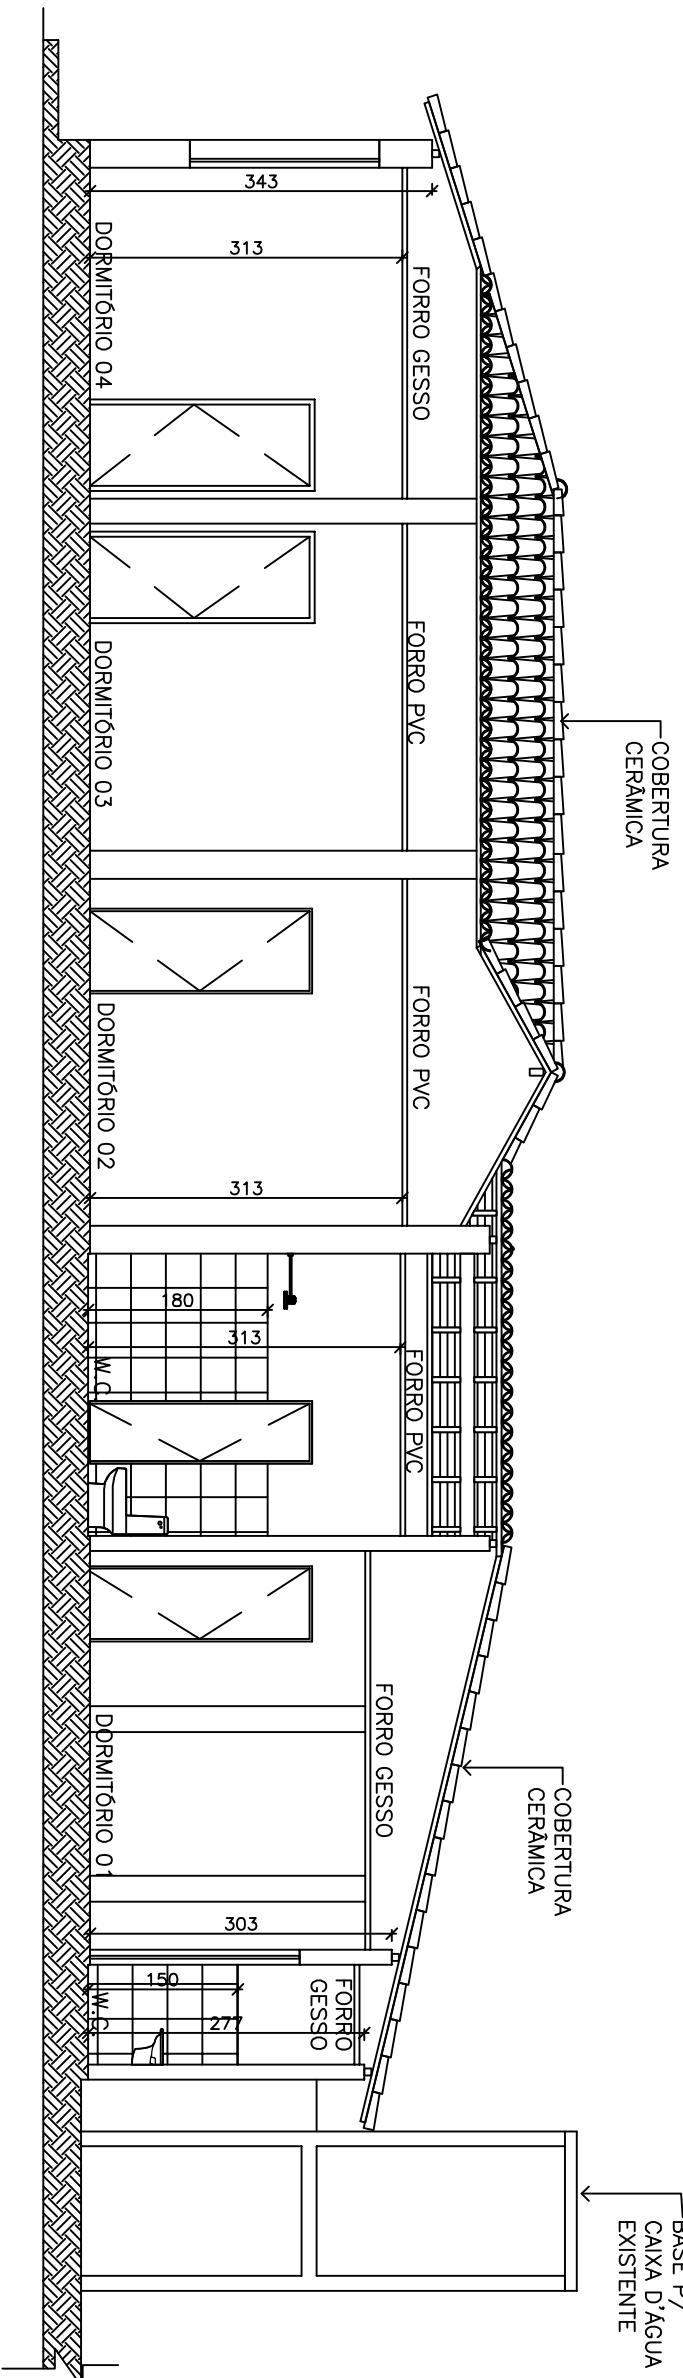 COBERTURA
CERÂMICA
COBERTURA
CERÂMICA
BASE P/
CAIXA D'ÁGUA
EXISTENTE
FORRO GESSO
FORRO PVC
FORRO PVC
FORRO PVC
FORRO GESSO
FORRO
GESSO
343
313
313
180
313
303
150
277
DORMITÓRIO 04
DORMITÓRIO 03
DORMITÓRIO 02
W.C.
DORMITÓRIO 01
W.C.